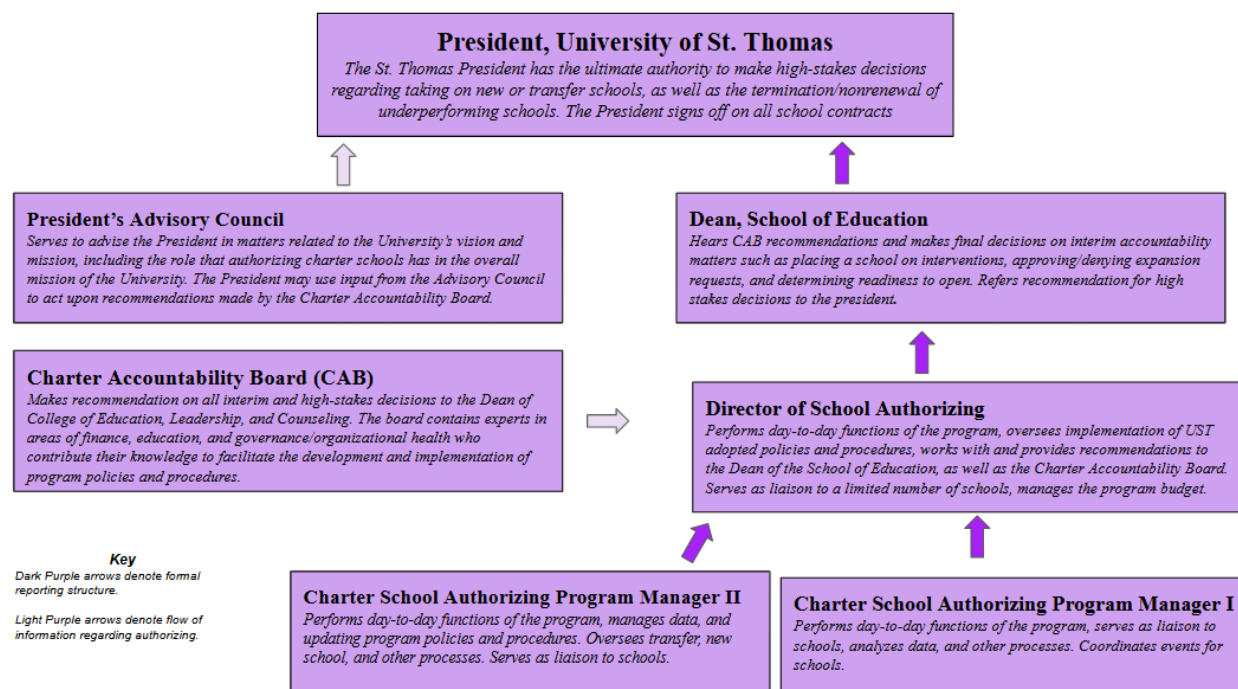 President, University of St. Thomas
The St. Thomas President has the ultimate authority to make high-stakes decisions
regarding taking on new or transfer schools, as well as the termination/nonrenewal of
underperforming schools. The President signs off on all school contracts
President's Advisory Council
Serves to advise the President in matters related to the University's vision and
mission, including the role that authorizing charter schools has in the overall
mission of the University. The President may use input from the Advisory Council
to act upon recommendations made by the Charter Accountability Board.
Dean, School of Education
Hears CAB recommendations and makes final decisions on interim accountability
matters such as placing a school on interventions, approving/denying expansion
requests, and determining readiness to open. Refers recommendation for high
stakes decisions to the president.
Charter Accountability Board (CAB)
Makes recommendation on all interim and high-stakes decisions to the Dean of
College of Education, Leadership, and Counseling. The board contains experts in
areas of finance, education, and governance/organizational health who
contribute their knowledge to facilitate the development and implementation of
program policies and procedures.
Director of School Authorizing
Performs day-to-day functions of the program, oversees implementation of UST
adopted policies and procedures, works with and provides recommendations to
the Dean of the School of Education, as well as the Charter Accountability Board.
Serves as liaison to a limited number of schools, manages the program budget.
Key
Dark Purple arrows denote formal
reporting structure.
Light Purple arrows denote flow of
information regarding authorizing.
Charter School Authorizing Program Manager II
Performs day-to-day functions of the program, manages data, and
updating program policies and procedures. Oversees transfer, new
school, and other processes. Serves as liaison to schools.
Charter School Authorizing Program Manager I
Performs day-to-day functions of the program, serves as liaison to
schools, analyzes data, and other processes. Coordinates events for
schools.